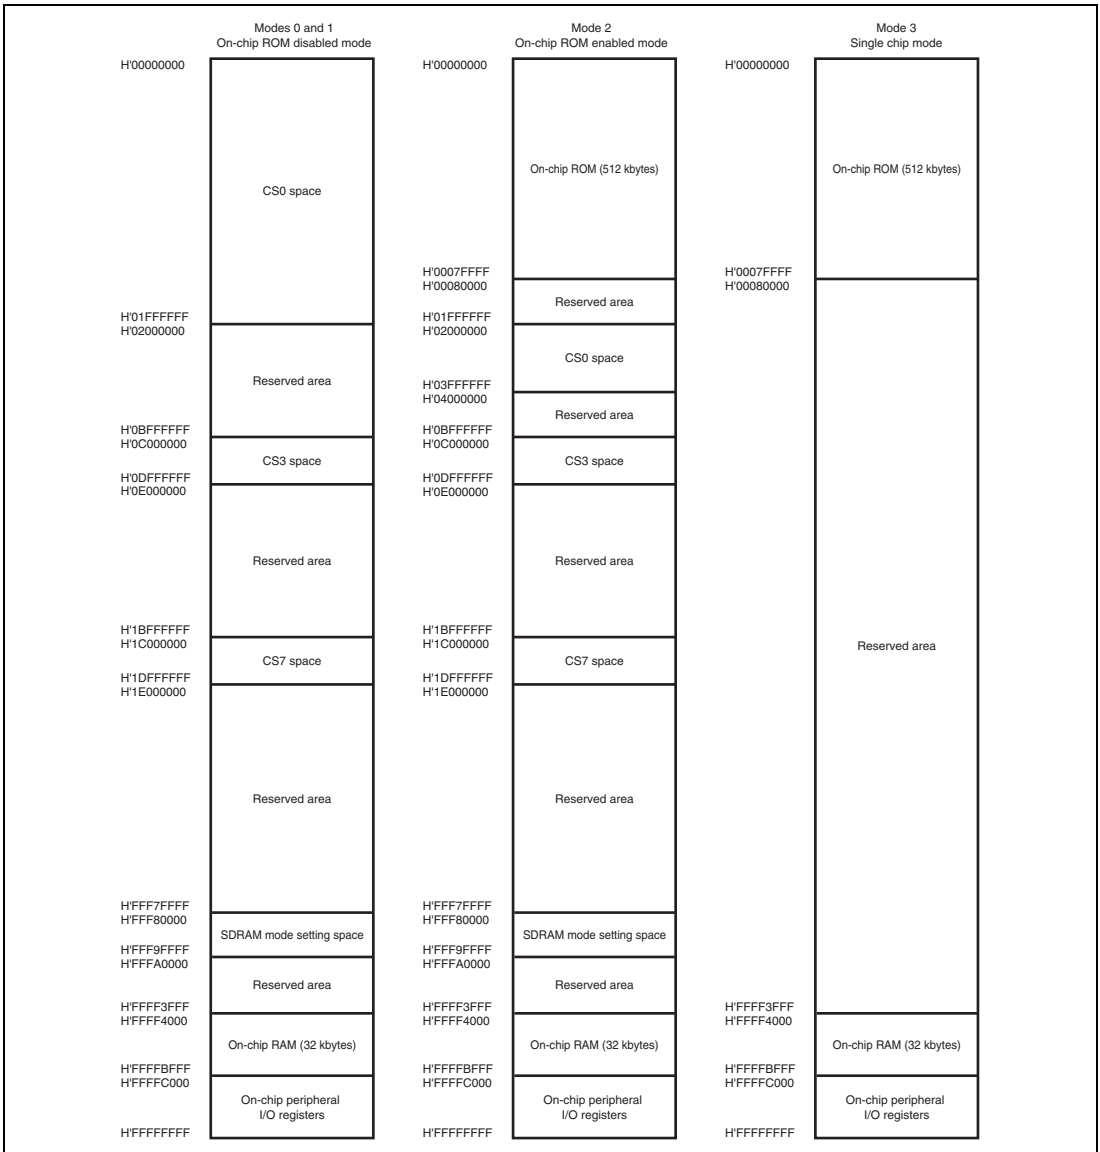 Modes 0 and 1
On-chip ROM disabled mode
H'00000000
CS0 space
H'01FFFFFF
H'02000000
Reserved area
H'0BFFFFFF
H'0C000000
CS3 space
H'0DFFFFFF
H'0E000000
Reserved area
H'1BFFFFFF
H'1C000000
CS7 space
H'1DFFFFFF
H'1E000000
Reserved area
H'FFF7FFFF
H'FFF80000
SDRAM mode setting space
H'FFF9FFFF
H'FFFA0000
Reserved area
H'FFFF3FFF
H'FFFF4000
On-chip RAM (32 kbytes)
H'FFFFBFFF
H'FFFFC000
On-chip peripheral
I/O registers
H'FFFFFFFF
Mode 2
On-chip ROM enabled mode
H'00000000
On-chip ROM (512 kbytes)
H'0007FFFF
H'00080000
Reserved area
H'01FFFFFF
H'02000000
CS0 space
H'03FFFFFF
H'04000000
Reserved area
H'0BFFFFFF
H'0C000000
CS3 space
H'0DFFFFFF
H'0E000000
Reserved area
H'1BFFFFFF
H'1C000000
CS7 space
H'1DFFFFFF
H'1E000000
Reserved area
H'FFF7FFFF
H'FFF80000
SDRAM mode setting space
H'FFF9FFFF
H'FFFA0000
Reserved area
H'FFFF3FFF
H'FFFF4000
On-chip RAM (32 kbytes)
H'FFFFBFFF
H'FFFFC000
On-chip peripheral
I/O registers
H'FFFFFFFF
Mode 3
Single chip mode
H'00000000
On-chip ROM (512 kbytes)
H'0007FFFF
H'00080000
Reserved area
H'FFFF3FFF
H'FFFF4000
On-chip RAM (32 kbytes)
H'FFFFBFFF
H'FFFFC000
On-chip peripheral
I/O registers
H'FFFFFFFF